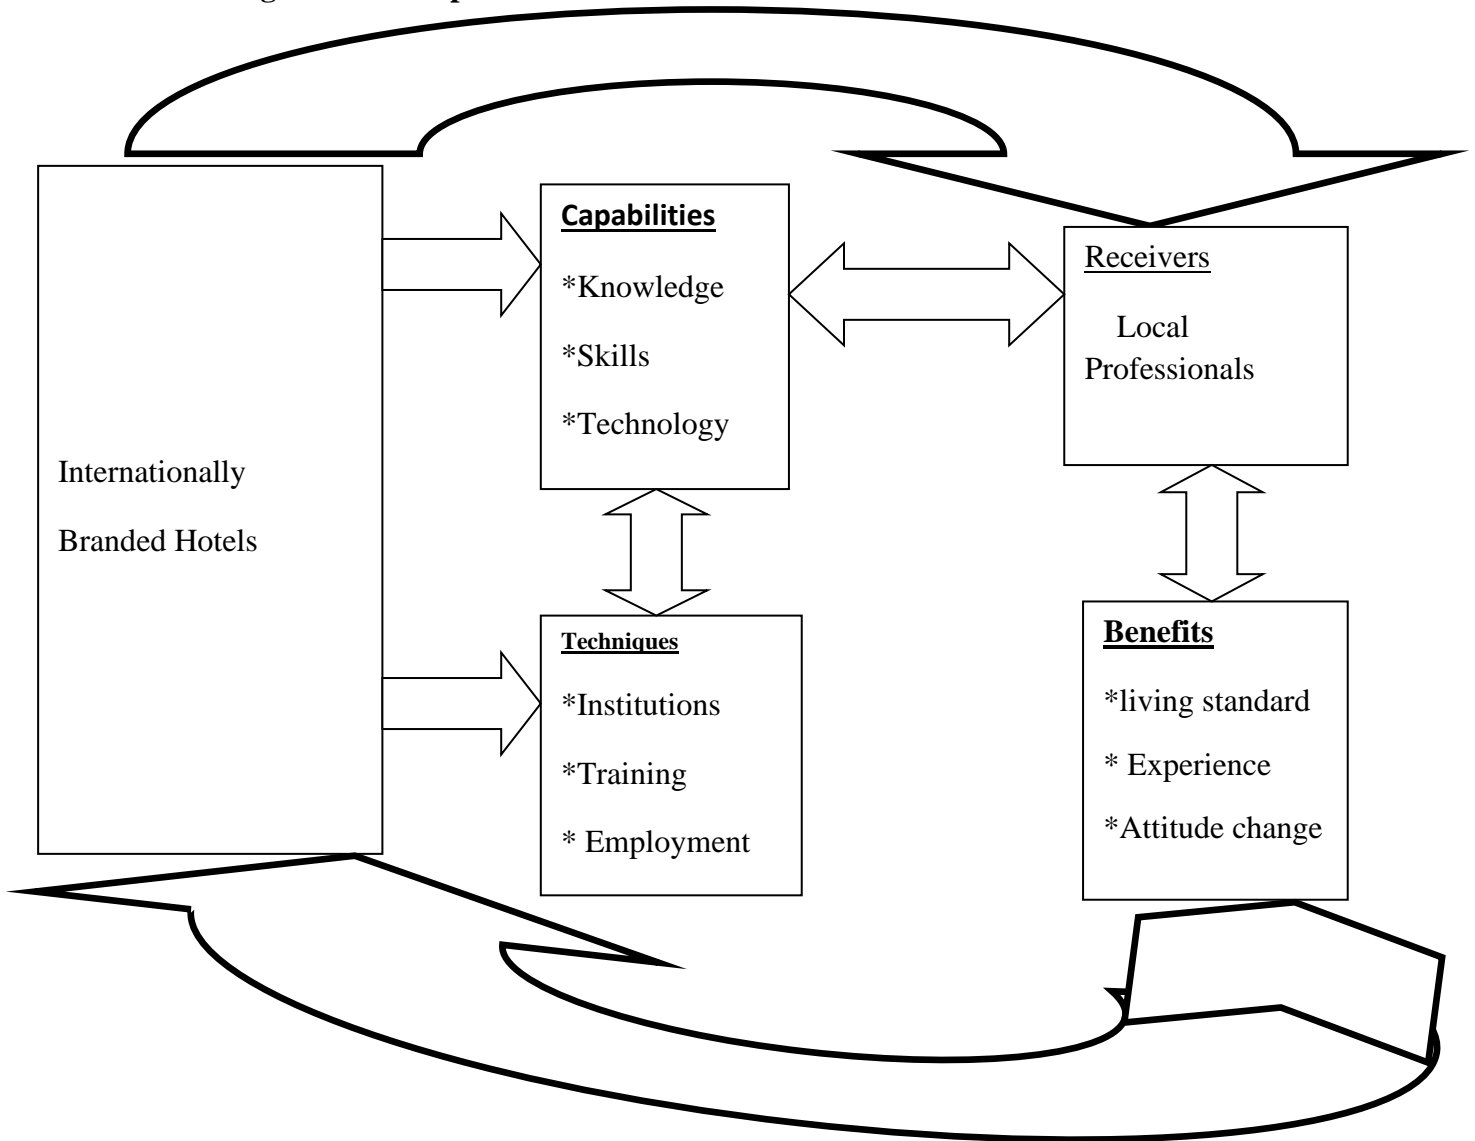 Capabilities
*Knowledge
*Skills
*Technology
Receivers
Local
Professionals
Internationally
Branded Hotels
Techniques
*Institutions
*Training
* Employment
Benefits
*living standard
* Experience
*Attitude change